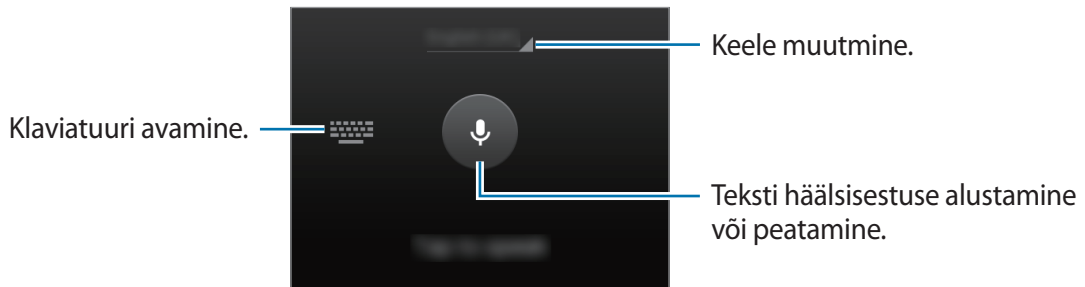 Keele muutmine.
Klaviatuuri avamine.
Teksti häälsisestuse alustamine
või peatamine.